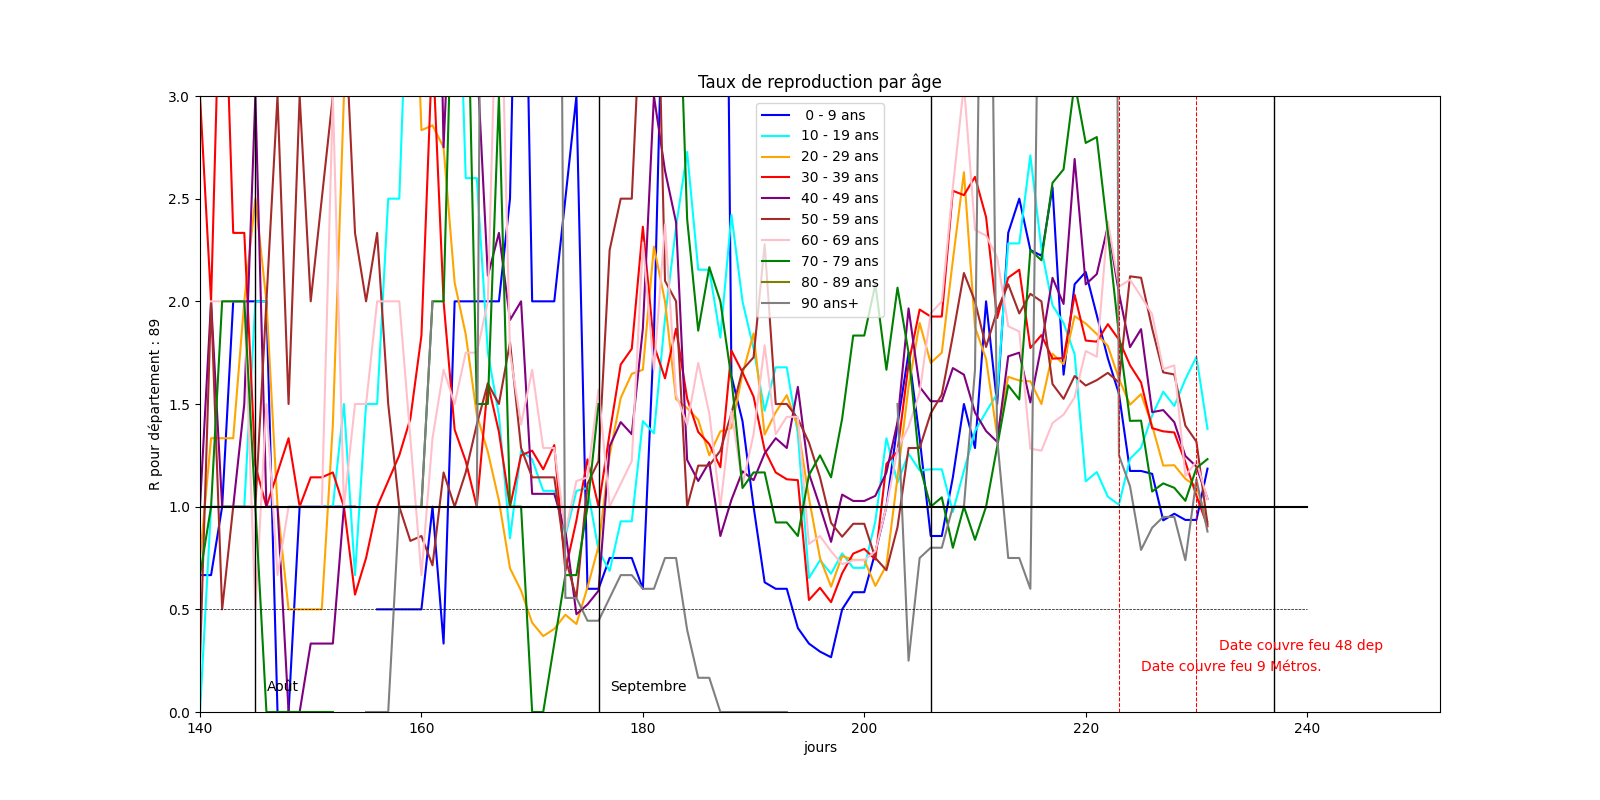 Taux de reproduction par âge
R pour département : 89
3.0
2.5
2.0
1.5
1.0
0.5
0.0
0 - 9 ans
10 - 19 ans
20 - 29 ans
30 - 39 ans
40 - 49 ans
50 - 59 ans
60 - 69 ans
70 - 79 ans
80 - 89 ans
90 ans+
Date couvre feu 48 dep
Date couvre feu 9 Métros.
Août
Septembre
140
160
180
200
220
240
jours